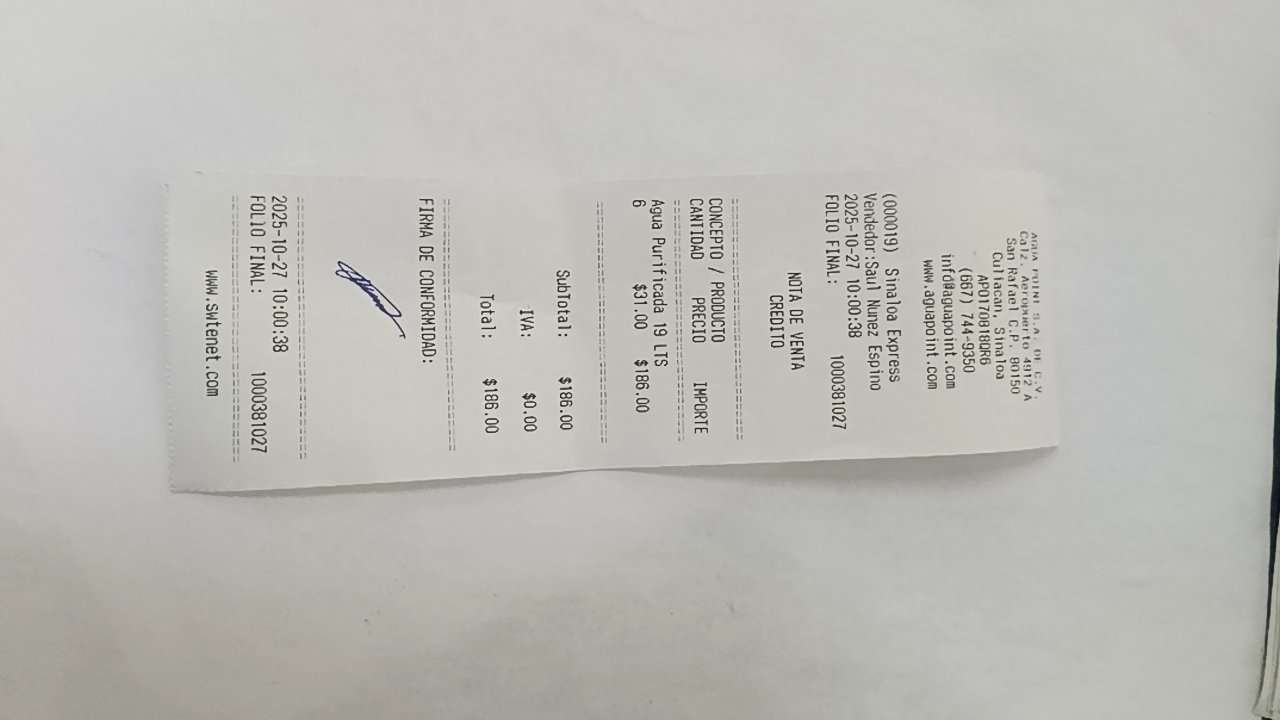 AGUA POINT S.A. DE C.V.
Calz. Aeropuerto 4912 A
San Rafael C.P. 80150
Culiacan, Sinaloa
APO170818QR6
(667) 744-9350
info@aguapoint.com
www.aguapoint.com
(000019) Sinaloa Express
Vendedor:Saul Nunez Espino
2025-10-27 10:00:38
FOLIO FINAL: 1000381027
NOTA DE VENTA
CREDITO
CONCEPTO / PRODUCTO
CANTIDAD PRECIO IMPORTE
Agua Purificada 19 LTS
6 $31.00 $186.00
SubTotal: $186.00
IVA: $0.00
Total: $186.00
FIRMA DE CONFORMIDAD:
2025-10-27 10:00:38
FOLIO FINAL: 1000381027
www.swtenet.com